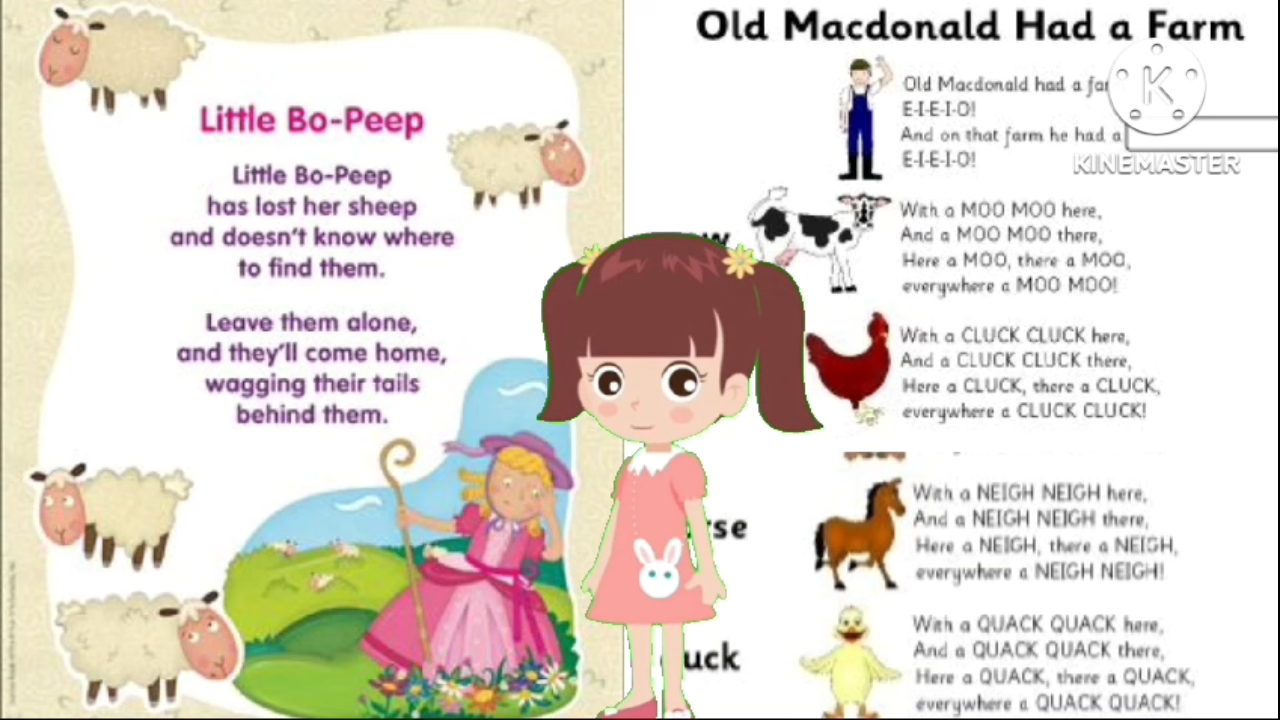 Little Bo-Peep
Little Bo-Peep
has lost her sheep
and doesn't know where
to find them.
Leave them alone,
and they'll come home,
wagging their tails
behind them.
Old Macdonald Had a Farm
Old Macdonald had a
E-I-E-I-O!
And on that farm he had a
E-I-E-I-O!
K
KINEMASTER
With a MOO MOO here,
And a MOO MOO there,
Here a MOO, there a MOO,
everywhere a MOO MOO!
With a CLUCK CLUCK here,
And a CLUCK CLUCK there,
Here a CLUCK, there a CLUCK,
everywhere a CLUCK CLUCK!
With a NEIGH NEIGH here,
And a NEIGH NEIGH there,
Here a NEIGH, there a NEIGH,
everywhere a NEIGH NEIGH!
With a QUACK QUACK here,
And a QUACK QUACK there,
Here a QUACK, there a QUACK,
everywhere a QUACK QUACK!